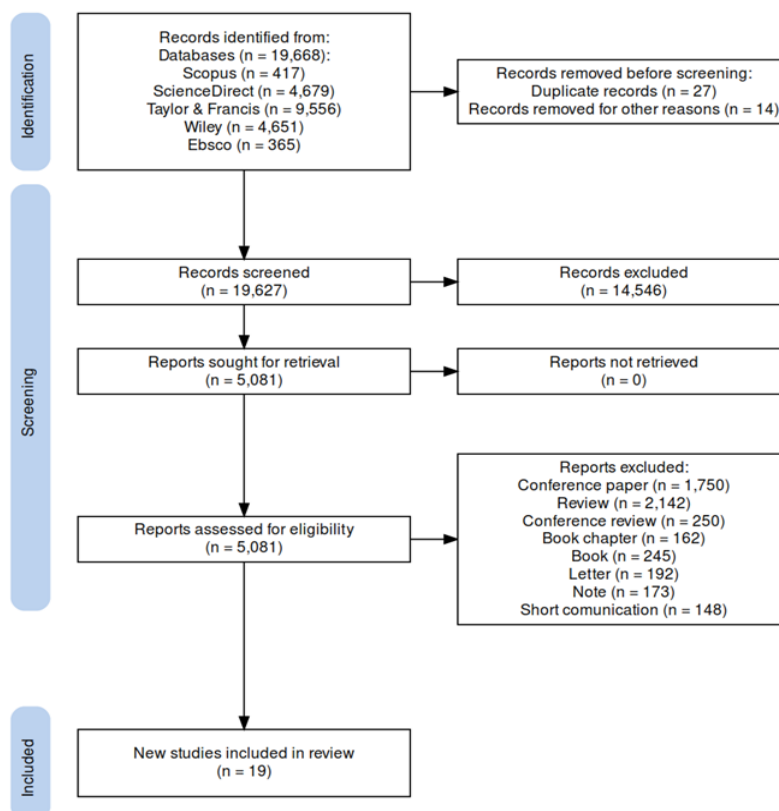 Identification
Records identified from:
Databases (n = 19,668):
Scopus (n = 417)
ScienceDirect (n = 4,679)
Taylor & Francis (n = 9,556)
Wiley (n = 4,651)
Ebsco (n = 365)
Records removed before screening:
Duplicate records (n = 27)
Records removed for other reasons (n = 14)
Screening
Records screened
(n = 19,627)
Records excluded
(n = 14,546)
Reports sought for retrieval
(n = 5,081)
Reports not retrieved
(n = 0)
Reports assessed for eligibility
(n = 5,081)
Reports excluded:
Conference paper (n = 1,750)
Review (n = 2,142)
Conference review (n = 250)
Book chapter (n = 162)
Book (n = 245)
Letter (n = 192)
Note (n = 173)
Short comunication (n = 148)
Included
New studies included in review
(n = 19)